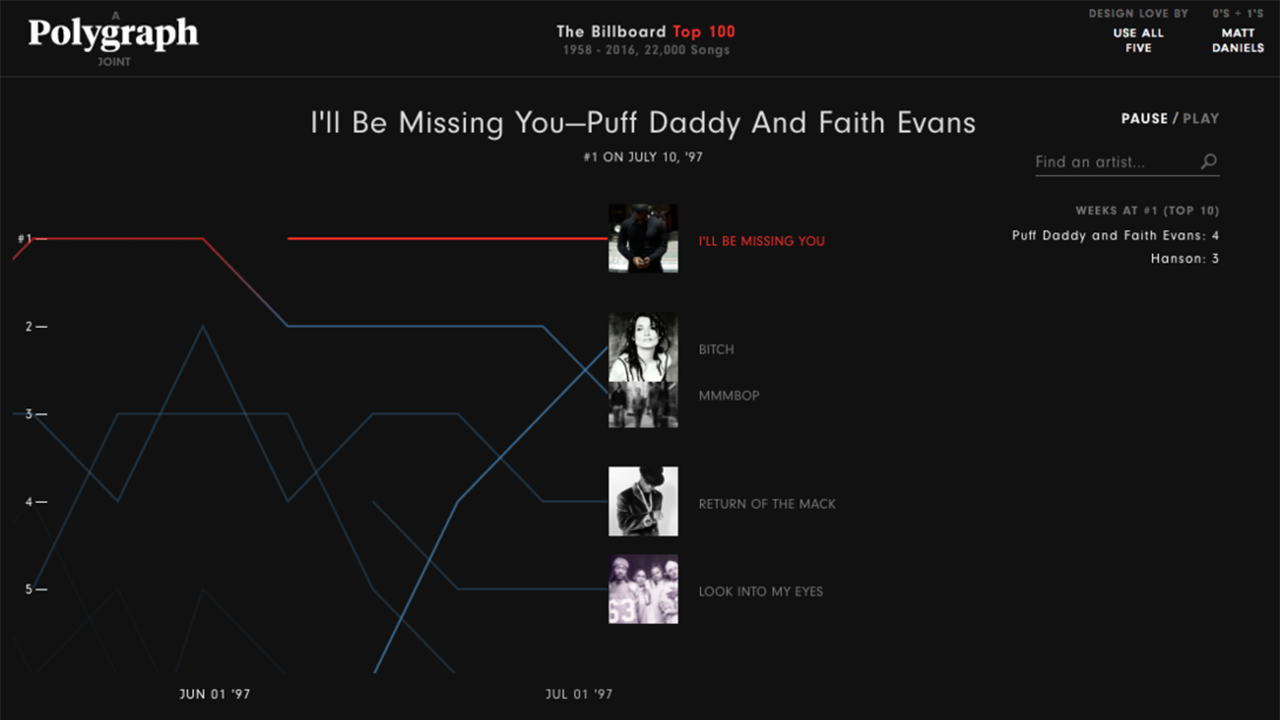 A
Polygraph
JOINT
The Billboard Top 100
1958 - 2016, 22,000 Songs
DESIGN LOVE BY
USE ALL
FIVE
0'S + 1'S
MATT
DANIELS
I'll Be Missing You—Puff Daddy And Faith Evans
#1 ON JULY 10, '97
PAUSE / PLAY
Find an artist...
WEEKS AT #1 (TOP 10)
Puff Daddy and Faith Evans: 4
Hanson: 3
#1
I'LL BE MISSING YOU
2
BITCH
MMMBOP
3
4
RETURN OF THE MACK
63
5
LOOK INTO MY EYES
JUN 01 '97
JUL 01 '97